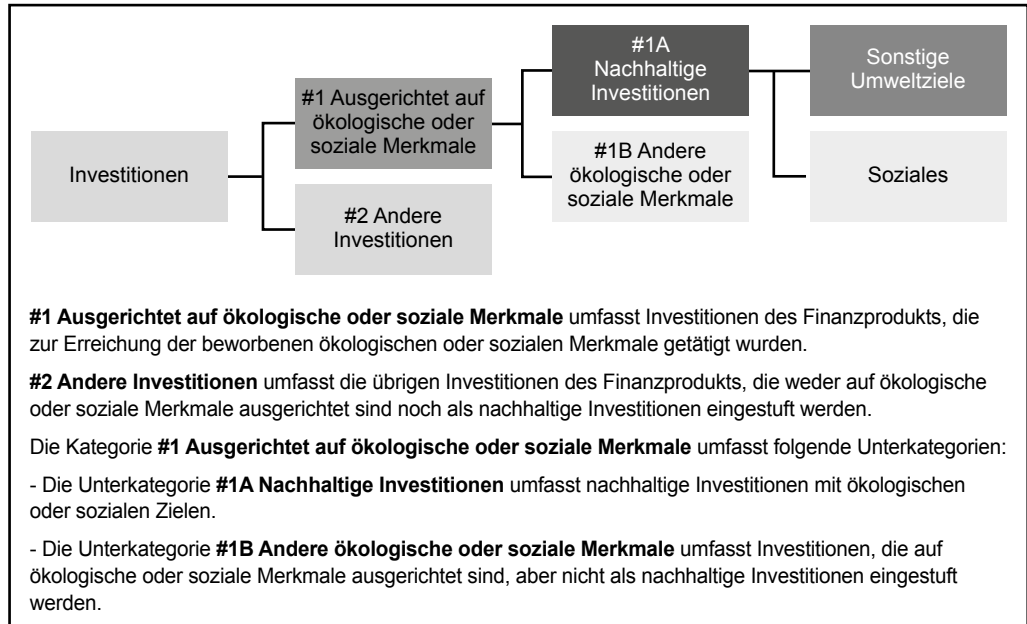 Investitionen
#1 Ausgerichtet auf
ökologische oder
soziale Merkmale
#2 Andere
Investitionen
#1A
Nachhaltige
Investitionen
#1B Andere
ökologische oder
soziale Merkmale
Sonstige
Umweltziele
Soziales
#1 Ausgerichtet auf ökologische oder soziale Merkmale umfasst Investitionen des Finanzprodukts, die
zur Erreichung der beworbenen ökologischen oder sozialen Merkmale getätigt wurden.
#2 Andere Investitionen umfasst die übrigen Investitionen des Finanzprodukts, die weder auf ökologische
oder soziale Merkmale ausgerichtet sind noch als nachhaltige Investitionen eingestuft werden.
Die Kategorie #1 Ausgerichtet auf ökologische oder soziale Merkmale umfasst folgende Unterkategorien:
- Die Unterkategorie #1A Nachhaltige Investitionen umfasst nachhaltige Investitionen mit ökologischen
oder sozialen Zielen.
- Die Unterkategorie #1B Andere ökologische oder soziale Merkmale umfasst Investitionen, die auf
ökologische oder soziale Merkmale ausgerichtet sind, aber nicht als nachhaltige Investitionen eingestuft
werden.